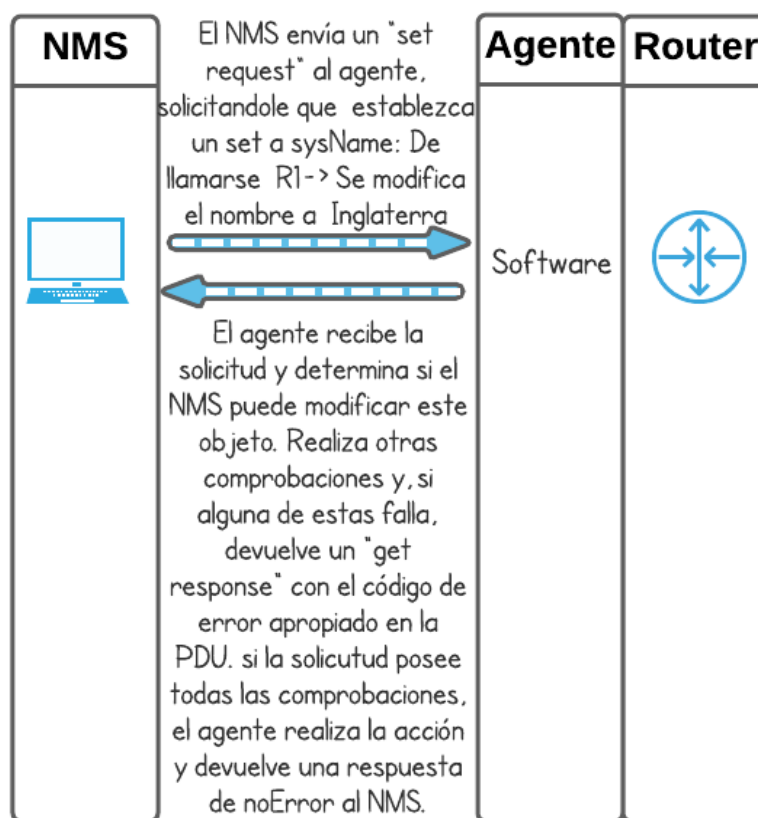 NMS
El NMS envía un "set
request" al agente,
solicitandole que establezca
un set a sysName: De
llamarse R1-> Se modifica
el nombre a Inglaterra
Agente
Router
Software
El agente recibe la
solicitud y determina si el
NMS puede modificar este
objeto. Realiza otras
comprobaciones y, si
alguna de estas falla,
devuelve un "get
response" con el código de
error apropiado en la
PDU. si la solicutud posee
todas las comprobaciones,
el agente realiza la acción
y devuelve una respuesta
de noError al NMS.